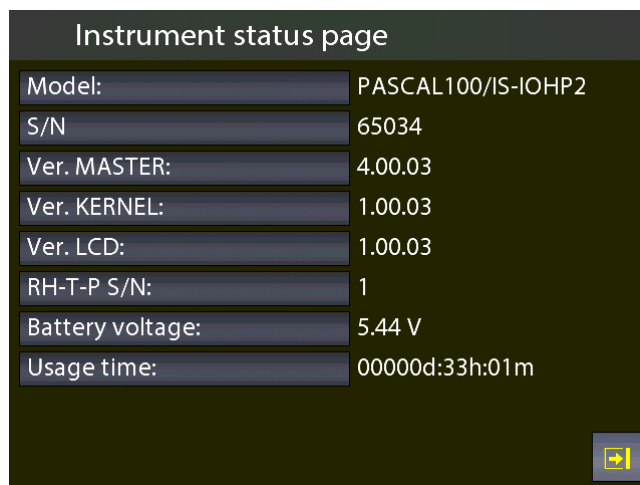 Instrument status page
Model: PASCAL100/IS-IOHP2
S/N 65034
Ver. MASTER: 4.00.03
Ver. KERNEL: 1.00.03
Ver. LCD: 1.00.03
RH-T-P S/N: 1
Battery voltage: 5.44 V
Usage time: 00000d:33h:01m